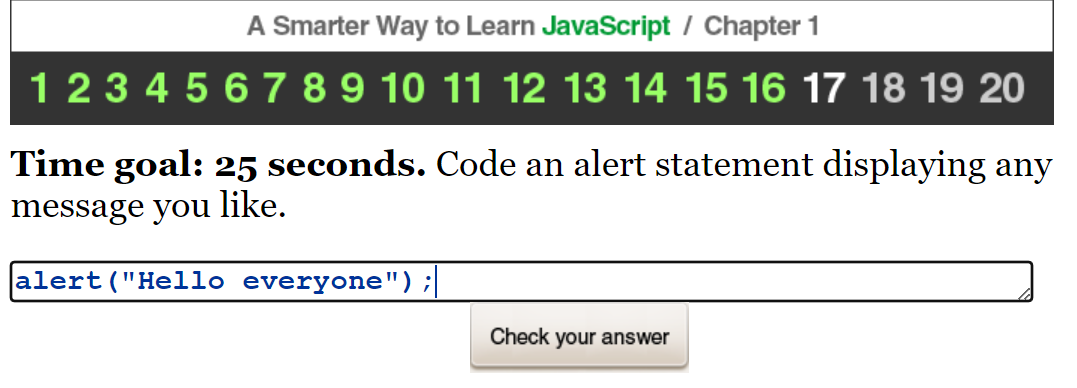 A Smarter Way to Learn JavaScript / Chapter 1
1 2 3 4 5 6 7 8 9 10 11 12 13 14 15 16 17 18 19 20
Time goal: 25 seconds. Code an alert statement displaying any
message you like.
alert("Hello everyone");
Check your answer